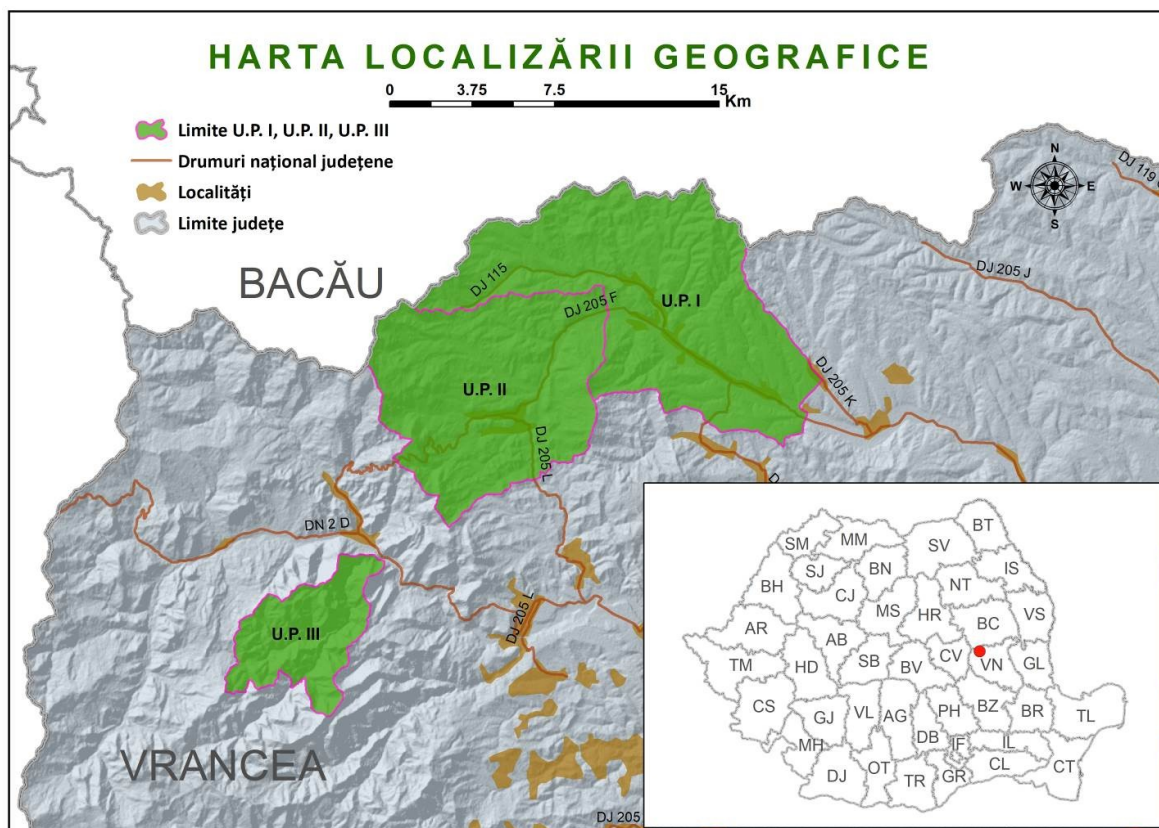 HARTA LOCALIZĂRII GEOGRAFICE
0 3.75 7.5 15
Km
Limite U.P. I, U.P. II, U.P. III
Drumuri național județene
Localități
Limite județe
N
W E
S
DJ 119
DJ 205 J
BACĂU
DJ 115
DJ 205 F
U.P. I
DJ 205 K
U.P. II
DJ 205 L
DN 2 D
U.P. III
DJ 205 L
VRANCEA
DJ 205
BT
SM MM SV
SJ BN NT IS
BH CJ MS HR BC VS
AR AB CV VN GL
TM HD SB BV
CS GJ VL AG PH BZ BR TL
MH DB IF IL
DJ OT TR GR CL CT